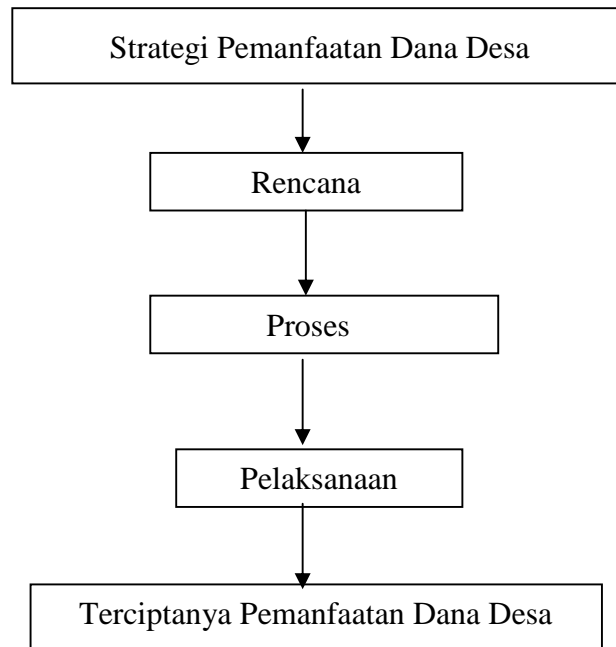 Strategi Pemanfaatan Dana Desa
Rencana
Proses
Pelaksanaan
Terciptanya Pemanfaatan Dana Desa